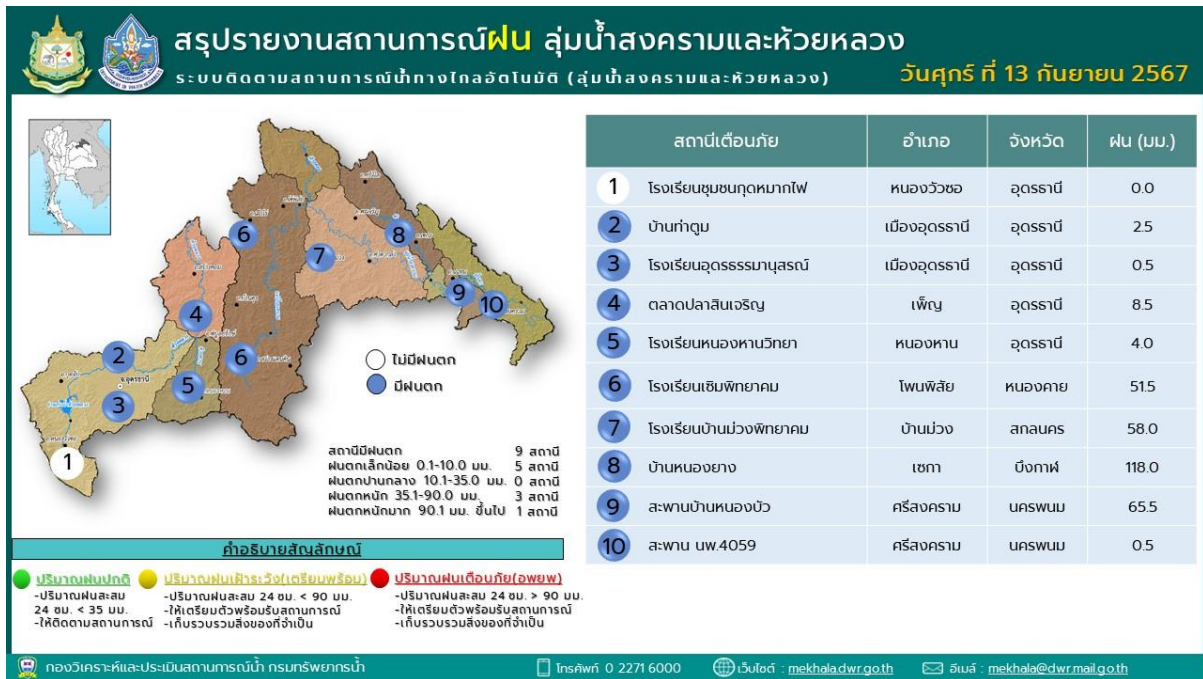 สรุปรายงานสถานการณ์ฝน ลุ่มน้ำสงครามและห้วยหลวง
ระบบติดตามสถานการณ์น้ำทางไกลอัตโนมัติ (ลุ่มน้ำสงครามและห้วยหลวง)
วันศุกร์ ที่ 13 กันยายน 2567
สถานีเตือนภัย อำเภอ จังหวัด ฝน (มม.)
1 โรงเรียนชุมชนกุดหมากไฟ หนองวัวซอ อุดรธานี 0.0
2 บ้านท่าตูม เมืองอุดรธานี อุดรธานี 2.5
3 โรงเรียนอุดรธรรมานุสรณ์ เมืองอุดรธานี อุดรธานี 0.5
4 ตลาดปลาสินเจริญ เพ็ญ อุดรธานี 8.5
5 โรงเรียนหนองหานวิทยา หนองหาน อุดรธานี 4.0
6 โรงเรียนเซิมพิทยาคม โพนพิสัย หนองคาย 51.5
7 โรงเรียนบ้านม่วงพิทยาคม บ้านม่วง สกลนคร 58.0
8 บ้านหนองยาง เซกา บึงกาฬ 118.0
9 สะพานบ้านหนองบัว ศรีสงคราม นครพนม 65.5
10 สะพาน นพ.4059 ศรีสงคราม นครพนม 0.5
6
8
7
9
10
4
2
6
5
3
1
จ.อุดรธานี
ไม่มีฝนตก
มีฝนตก
สถานีมีฝนตก 9 สถานี
ฝนตกเล็กน้อย 0.1-10.0 มม. 5 สถานี
ฝนตกปานกลาง 10.1-35.0 มม. 0 สถานี
ฝนตกหนัก 35.1-90.0 มม. 3 สถานี
ฝนตกหนักมาก 90.1 มม. ขึ้นไป 1 สถานี
คำอธิบายสัญลักษณ์
ปริมาณฝนปกติ
-ปริมาณฝนสะสม
24 ชม. < 35 มม.
-ให้ติดตามสถานการณ์
ปริมาณฝนเฝ้าระวัง(เตรียมพร้อม)
-ปริมาณฝนสะสม 24 ชม. < 90 มม.
-ให้เตรียมตัวพร้อมรับสถานการณ์
-เก็บรวบรวมสิ่งของที่จำเป็น
ปริมาณฝนเตือนภัย(อพยพ)
-ปริมาณฝนสะสม 24 ชม. > 90 มม.
-ให้เตรียมตัวพร้อมรับสถานการณ์
-เก็บรวบรวมสิ่งของที่จำเป็น
กองวิเคราะห์และประเมินสถานการณ์น้ำ กรมทรัพยากรน้ำ
โทรศัพท์ 0 2271 6000
เว็บไซต์ : mekhala.dwr.go.th
อีเมล์ : mekhala@dwr.mail.go.th